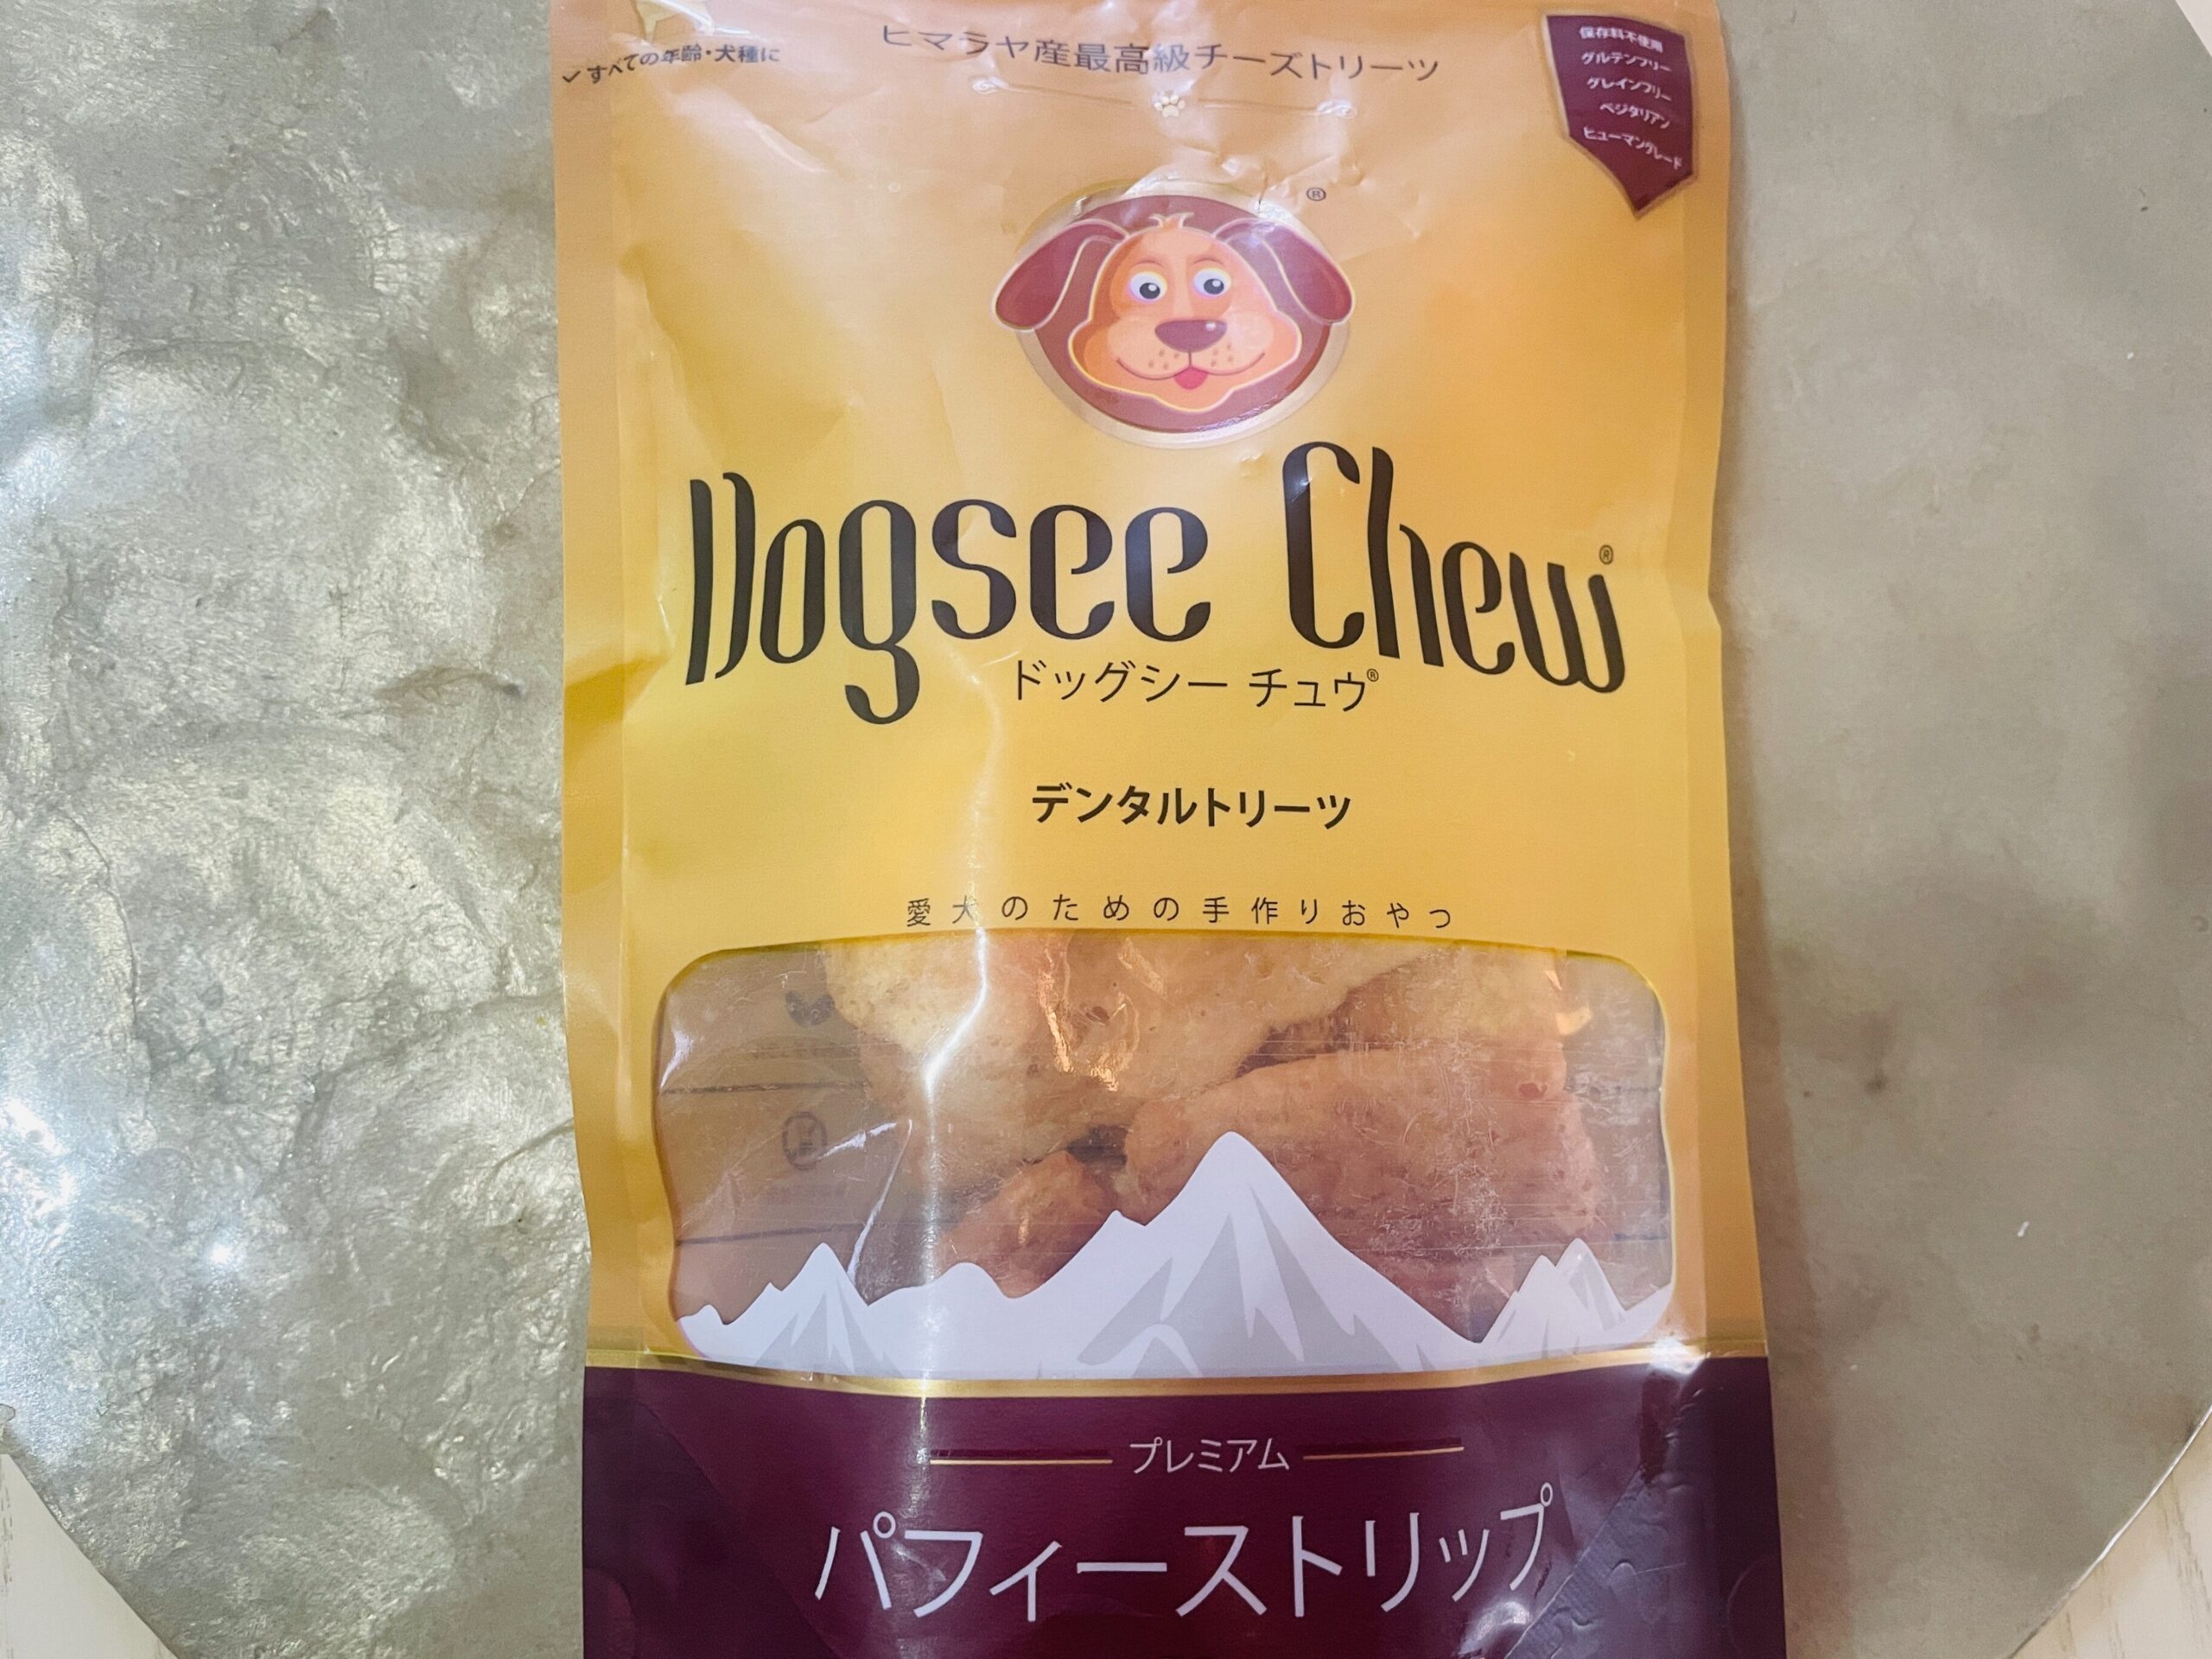 ✓すべての年齢・犬種に
ヒマラヤ産最高級チーズトリーツ
保存料不使用
グルテンフリー
グレインフリー
ベジタリアン
ヒューマングレード
®
Dogsee Chew®
ドッグシー チュウ®
デンタルトリーツ
愛犬のための手作りおやつ
プレミアム
パフィーストリップ